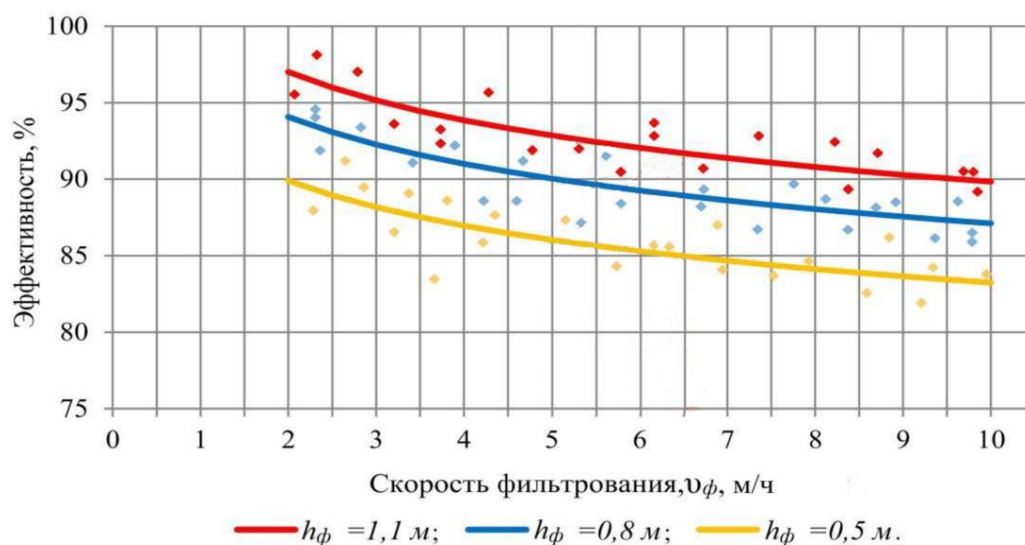 100
95
90
85
80
75
Эффективность, %
0 1 2 3 4 5 6 7 8 9 10
Скорость фильтрования,υф, м/ч
hф =1,1 м; hф =0,8 м; hф =0,5 м.